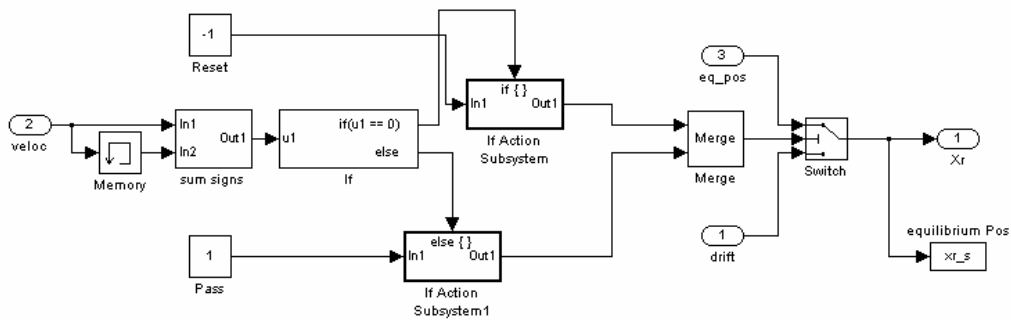 -1
Reset
3
eq_pos
if { }
In1 Out1
If Action
Subsystem
2
veloc
Memory
In1
Out1
In2
sum signs
u1
if(u1 == 0)
else
If
Merge
Merge
Switch
1
Xr
1
drift
equilibrium Pos
xr_s
1
Pass
else { }
In1 Out1
If Action
Subsystem1